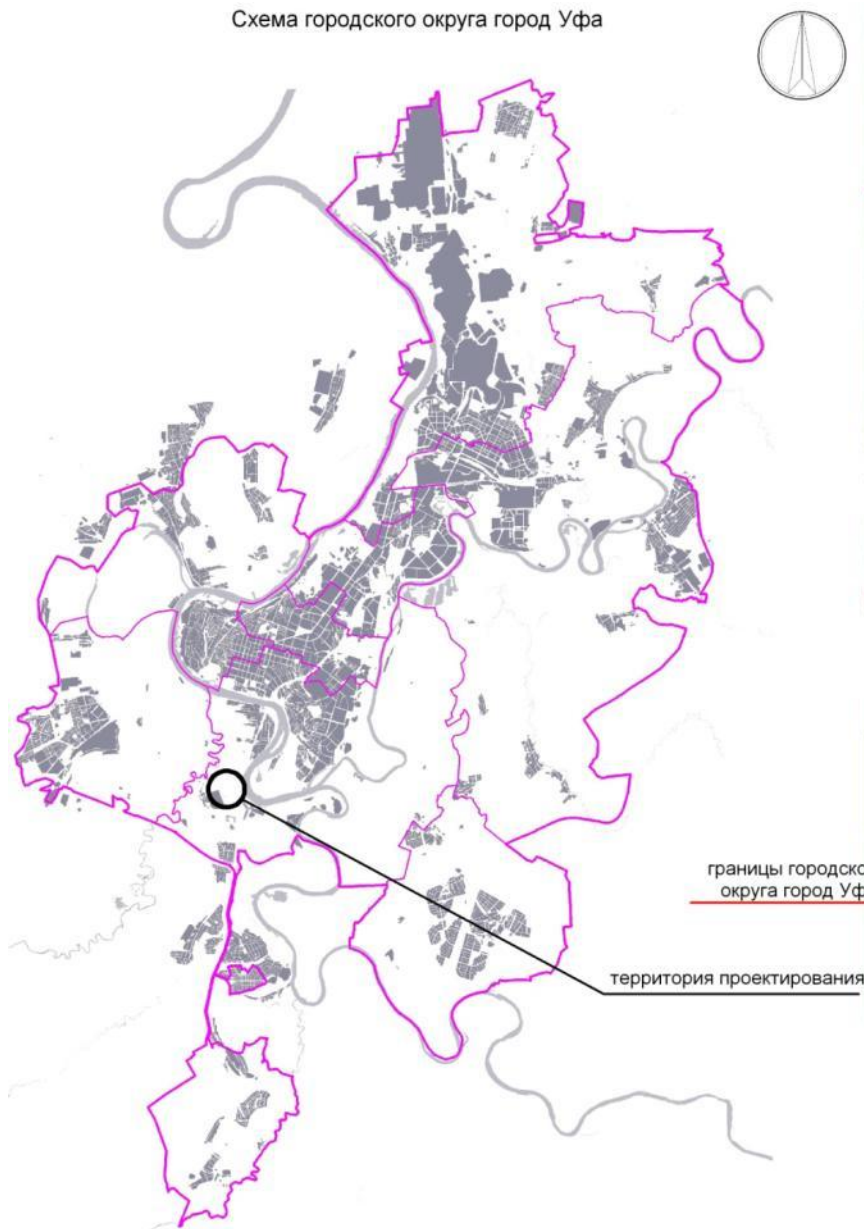 Схема городского округа город Уфа
границы городско
округа город Уф
территория проектирования